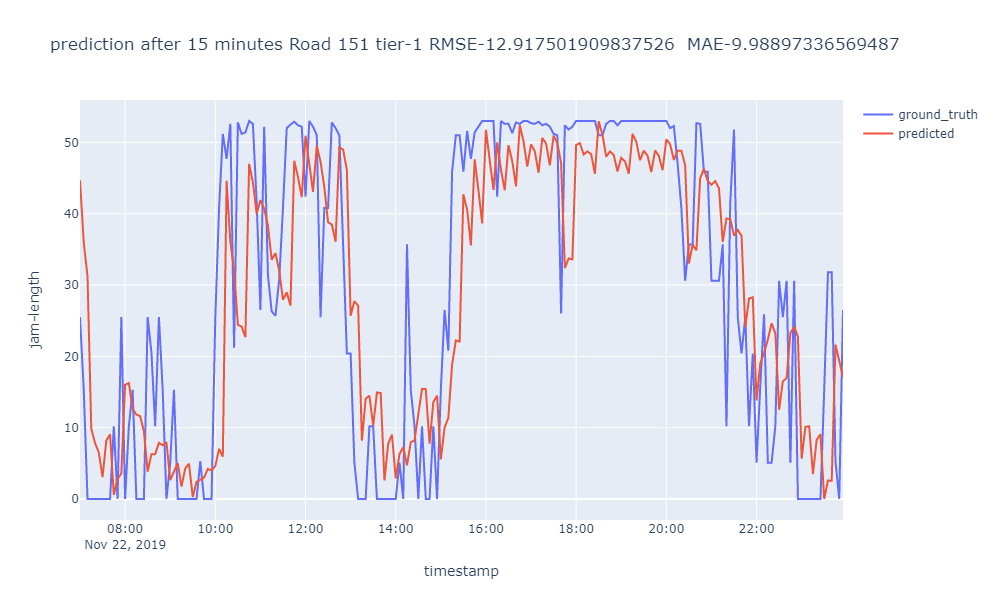 prediction after 15 minutes Road 151 tier-1 RMSE-12.917501909837526 MAE-9.98897336569487
ground_truth
predicted
50
40
30
20
10
0
jam-length
08:00 10:00 12:00 14:00 16:00 18:00 20:00 22:00
Nov 22, 2019
timestamp